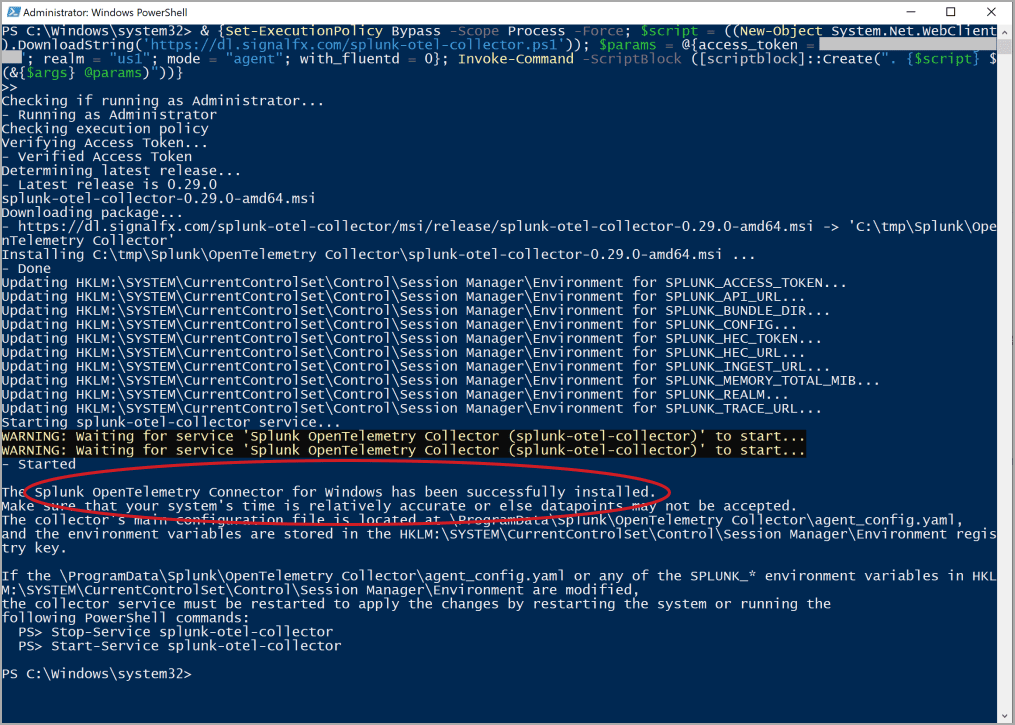 Administrator: Windows PowerShell
PS C:\Windows\system32> & {Set-ExecutionPolicy Bypass -Scope Process -Force; $script = ((New-Object System.Net.WebClient
).DownloadString('https://dl.signalfx.com/splunk-otel-collector.ps1')); $params = @{access_token =
"; realm = "us1"; mode = "agent"; with_fluentd = 0}; Invoke-Command -ScriptBlock ([scriptblock]::Create(". {$script} $
(&{$args} @params)"))}
>>
Checking if running as Administrator...
- Running as Administrator
Checking execution policy
Verifying Access Token...
- Verified Access Token
Determining latest release...
- Latest release is 0.29.0
splunk-otel-collector-0.29.0-amd64.msi
Downloading package...
- https://dl.signalfx.com/splunk-otel-collector/msi/release/splunk-otel-collector-0.29.0-amd64.msi -> 'C:\tmp\Splunk\Ope
nTelemetry Collector'
Installing C:\tmp\Splunk\OpenTelemetry Collector\splunk-otel-collector-0.29.0-amd64.msi ...
- Done
Updating HKLM:\SYSTEM\CurrentControlSet\Control\Session Manager\Environment for SPLUNK_ACCESS_TOKEN...
Updating HKLM:\SYSTEM\CurrentControlSet\Control\Session Manager\Environment for SPLUNK_API_URL...
Updating HKLM:\SYSTEM\CurrentControlSet\Control\Session Manager\Environment for SPLUNK_BUNDLE_DIR...
Updating HKLM:\SYSTEM\CurrentControlSet\Control\Session Manager\Environment for SPLUNK_CONFIG...
Updating HKLM:\SYSTEM\CurrentControlSet\Control\Session Manager\Environment for SPLUNK_HEC_TOKEN...
Updating HKLM:\SYSTEM\CurrentControlSet\Control\Session Manager\Environment for SPLUNK_HEC_URL...
Updating HKLM:\SYSTEM\CurrentControlSet\Control\Session Manager\Environment for SPLUNK_INGEST_URL...
Updating HKLM:\SYSTEM\CurrentControlSet\Control\Session Manager\Environment for SPLUNK_MEMORY_TOTAL_MIB...
Updating HKLM:\SYSTEM\CurrentControlSet\Control\Session Manager\Environment for SPLUNK_REALM...
Updating HKLM:\SYSTEM\CurrentControlSet\Control\Session Manager\Environment for SPLUNK_TRACE_URL...
Starting splunk-otel-collector service...
WARNING: Waiting for service 'Splunk OpenTelemetry Collector (splunk-otel-collector)' to start...
WARNING: Waiting for service 'Splunk OpenTelemetry Collector (splunk-otel-collector)' to start...
- Started
The Splunk OpenTelemetry Connector for Windows has been successfully installed.
Make sure that your system's time is relatively accurate or else datapoints may not be accepted.
The collector's main configuration file is located at \ProgramData\Splunk\OpenTelemetry Collector\agent_config.yaml,
and the environment variables are stored in the HKLM:\SYSTEM\CurrentControlSet\Control\Session Manager\Environment regis
try key.
If the \ProgramData\Splunk\OpenTelemetry Collector\agent_config.yaml or any of the SPLUNK_* environment variables in HKL
M:\SYSTEM\CurrentControlSet\Control\Session Manager\Environment are modified,
the collector service must be restarted to apply the changes by restarting the system or running the
following PowerShell commands:
PS> Stop-Service splunk-otel-collector
PS> Start-Service splunk-otel-collector
PS C:\Windows\system32>